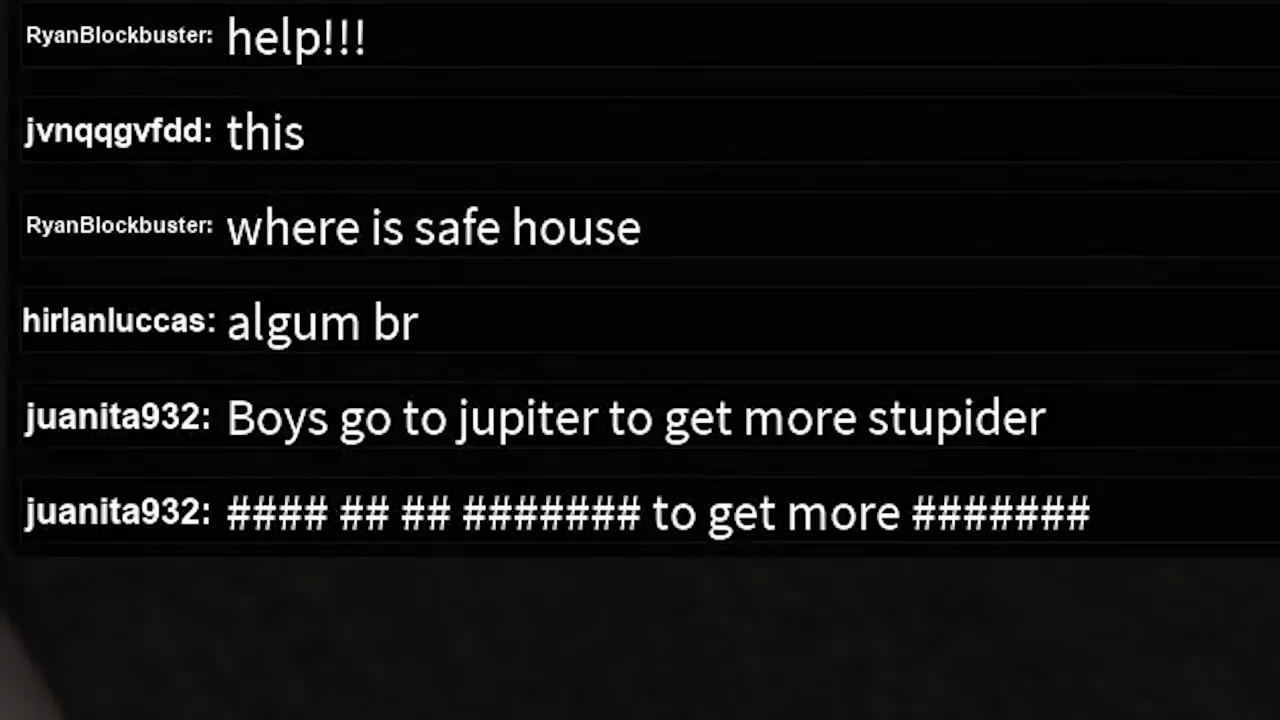 RyanBlockbuster: help!!!
jvnqqgvfdd: this
RyanBlockbuster: where is safe house
hirlanluccas: algum br
juanita932: Boys go to jupiter to get more stupider
juanita932: #### ## ## ####### to get more #######